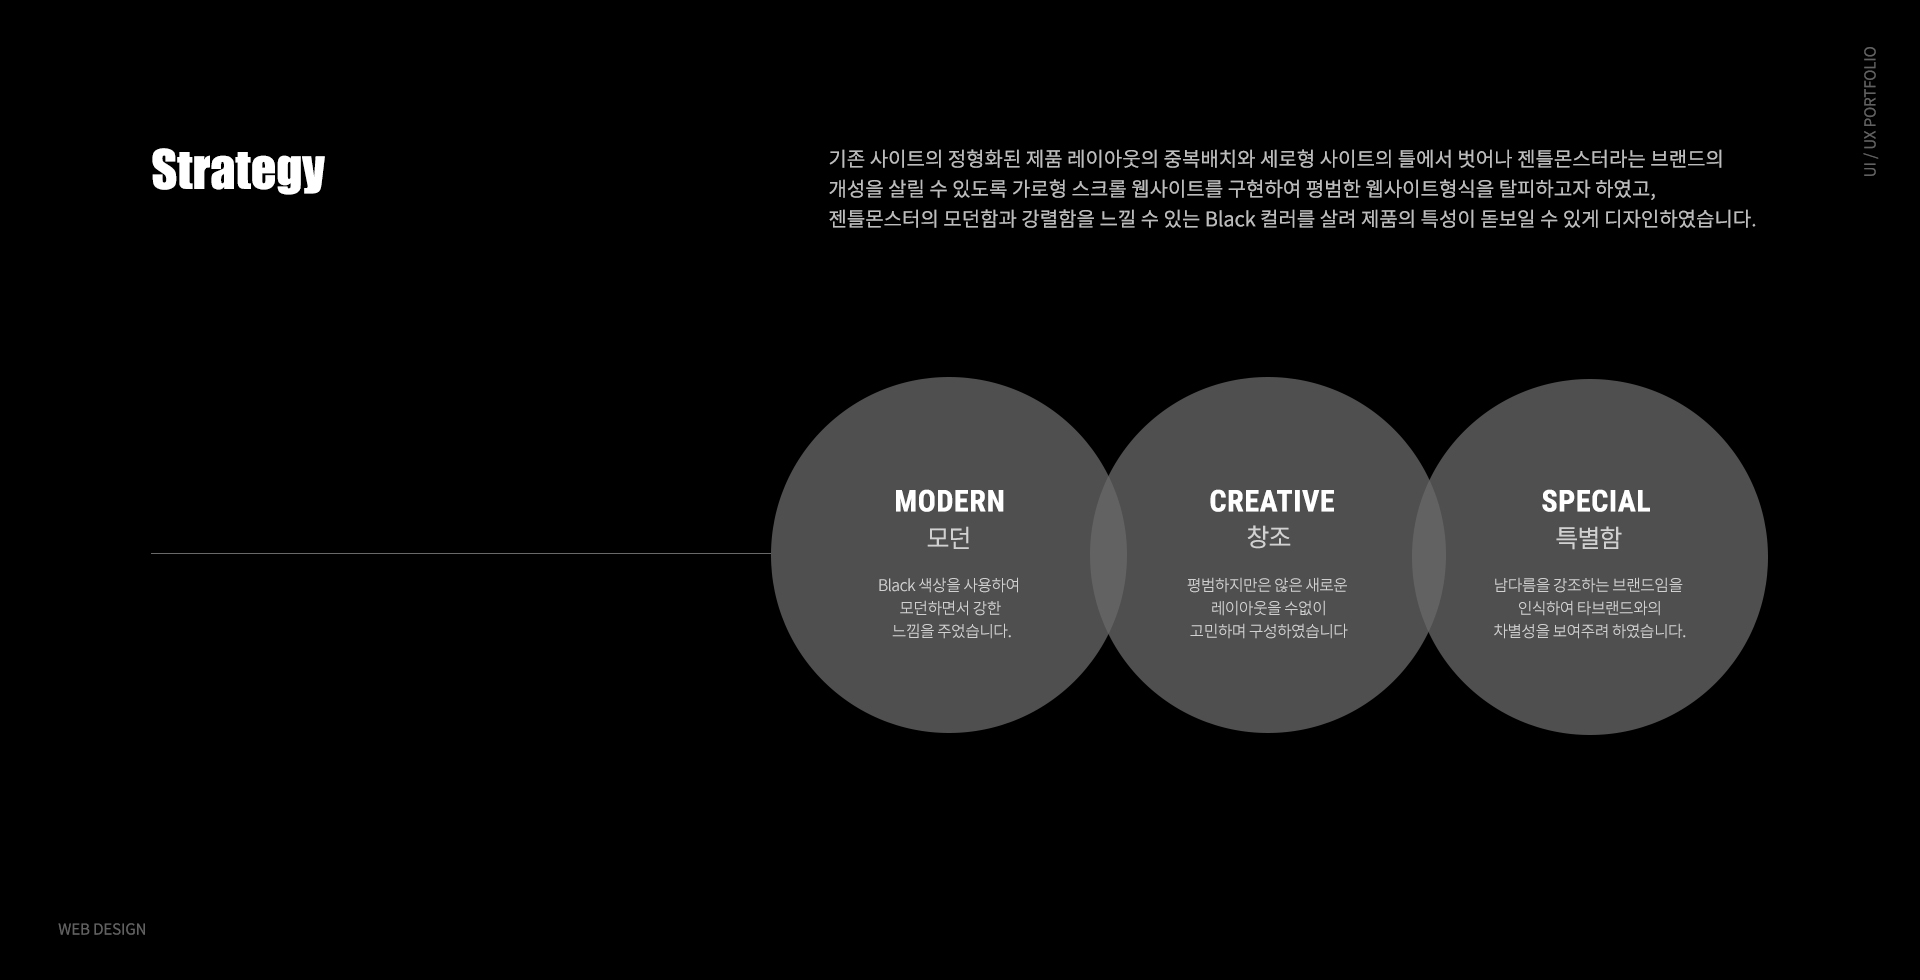 UI / UX PORTFOLIO
Strategy
기존 사이트의 정형화된 제품 레이아웃의 중복배치와 세로형 사이트의 틀에서 벗어나 젠틀몬스터라는 브랜드의
개성을 살릴 수 있도록 가로형 스크롤 웹사이트를 구현하여 평범한 웹사이트형식을 탈피하고자 하였고,
젠틀몬스터의 모던함과 강렬함을 느낄 수 있는 Black 컬러를 살려 제품의 특성이 돋보일 수 있게 디자인하였습니다.
MODERN
모던
Black 색상을 사용하여
모던하면서 강한
느낌을 주었습니다.
CREATIVE
창조
평범하지만은 않은 새로운
레이아웃을 수없이
고민하며 구성하였습니다
SPECIAL
특별함
남다름을 강조하는 브랜드임을
인식하여 타브랜드와의
차별성을 보여주려 하였습니다.
WEB DESIGN